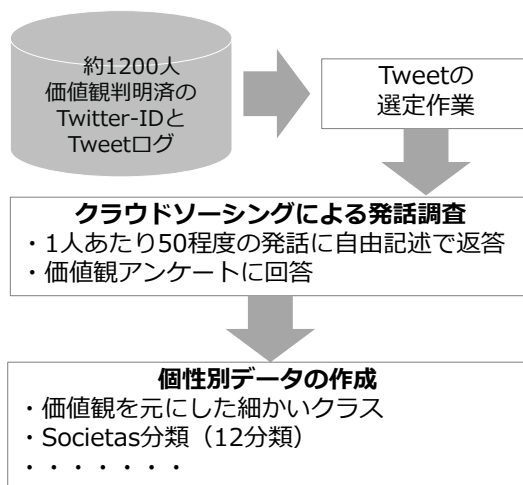 約1200人
価値観判明済の
Twitter-IDと
Tweetログ
Tweetの
選定作業
クラウドソーシングによる発話調査
・1人あたり50程度の発話に自由記述で返答
・価値観アンケートに回答
個性別データの作成
・価値観を元にした細かいクラス
・Societas分類（12分類）
・・・・・・・